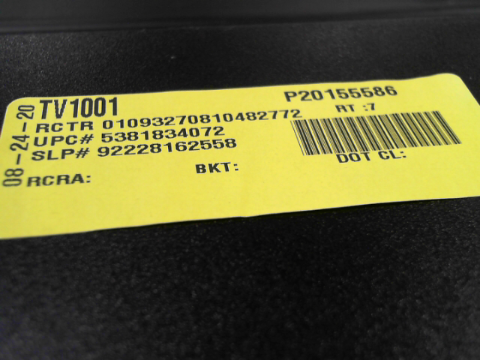 08-24-20
TV1001
P20155586
RCTR 01093270810482772
RT :7
UPC# 5381834072
SLP# 92228162558
DOT CL:
BKT:
RCRA: